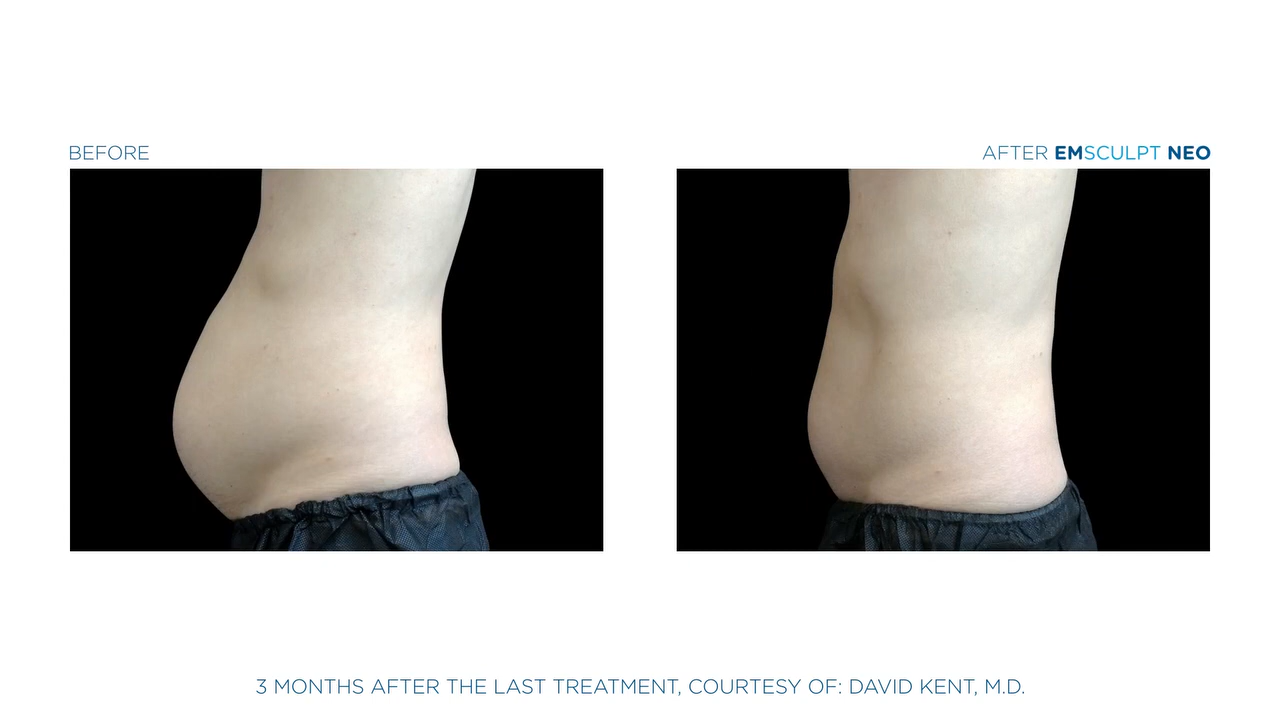 BEFORE
AFTER EMSCULPT NEO
3 MONTHS AFTER THE LAST TREATMENT, COURTESY OF: DAVID KENT, M.D.